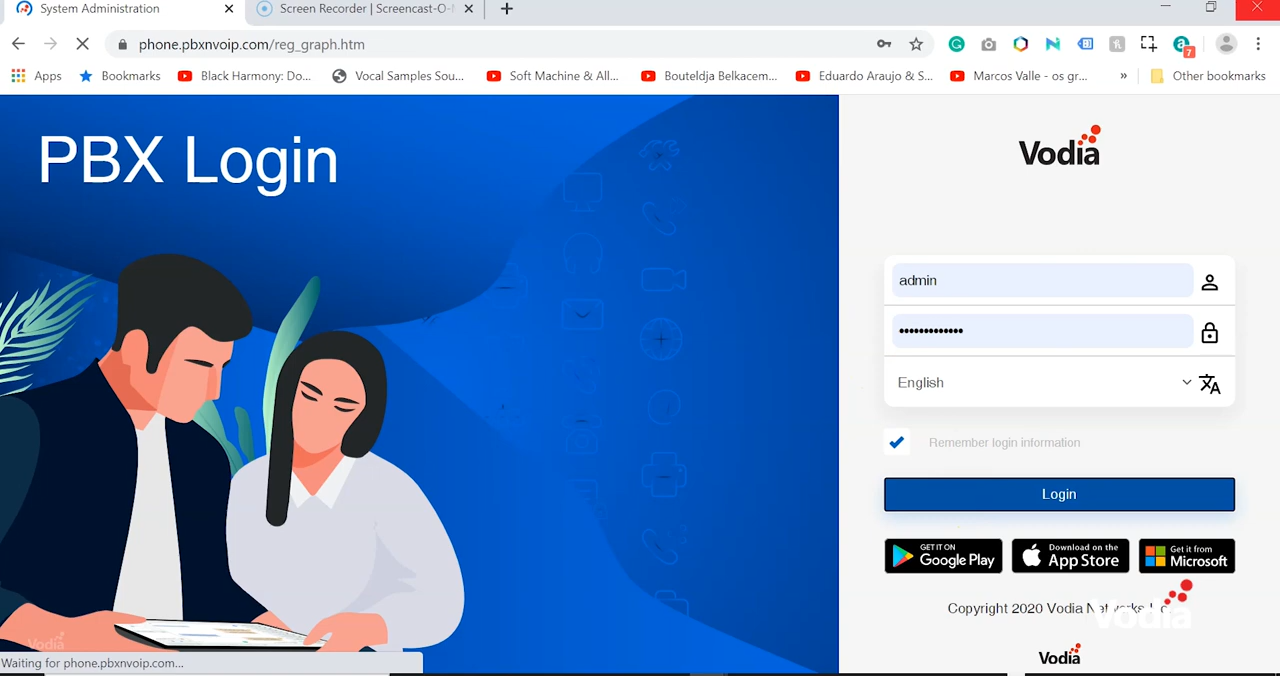 System Administration
Screen Recorder | Screencast-O-
phone.pbxnvoip.com/reg_graph.htm
7
Apps
Bookmarks
Black Harmony: Do...
Vocal Samples Sou...
Soft Machine & All...
Bouteldja belkacem...
Eduardo Araujo & S...
Marcos Valle - os gr...
»
Other bookmarks
PBX Login
Vodia
admin
•••••••••••••
English
Remember login information
Login
GET IT ON
Google Play
Download on the
App Store
Get it from
Microsoft
Copyright 2020 Vodia
Vodia
Vodia
Vodia
Waiting for phone.pbxnvoip.com...